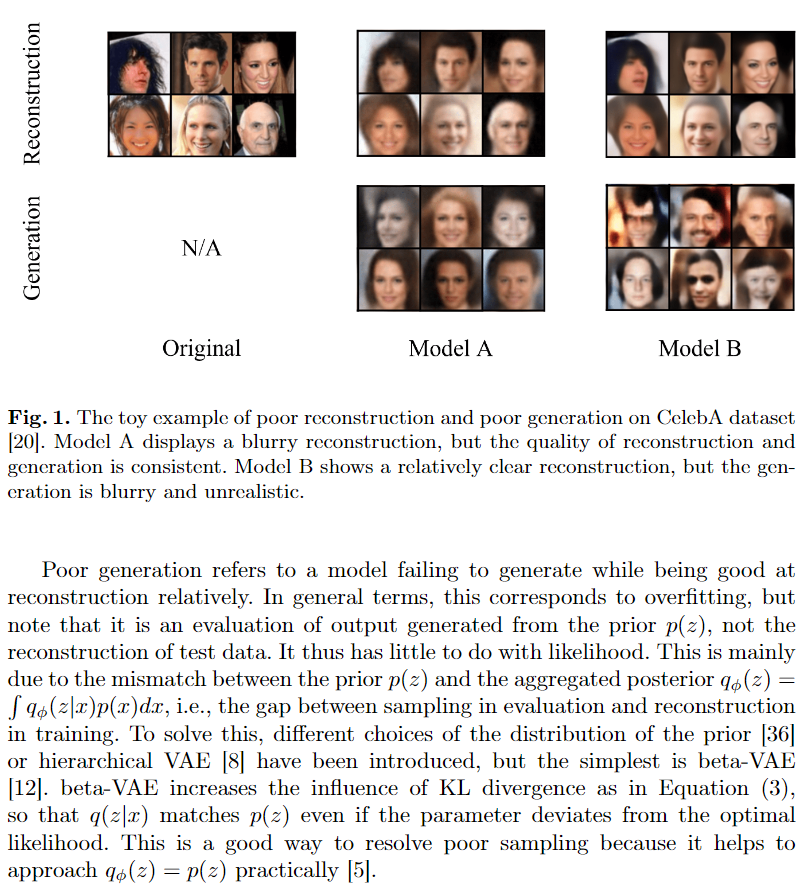 Reconstruction
Generation
N/A
Original
Model A
Model B
Fig. 1. The toy example of poor reconstruction and poor generation on CelebA dataset
[20]. Model A displays a blurry reconstruction, but the quality of reconstruction and
generation is consistent. Model B shows a relatively clear reconstruction, but the gen-
eration is blurry and unrealistic.
Poor generation refers to a model failing to generate while being good at
reconstruction relatively. In general terms, this corresponds to overfitting, but
note that it is an evaluation of output generated from the prior p(z), not the
reconstruction of test data. It thus has little to do with likelihood. This is mainly
due to the mismatch between the prior p(z) and the aggregated posterior qϕ(z) =
∫ qϕ(z|x)p(x)dx, i.e., the gap between sampling in evaluation and reconstruction
in training. To solve this, different choices of the distribution of the prior [36]
or hierarchical VAE [8] have been introduced, but the simplest is beta-VAE
[12]. beta-VAE increases the influence of KL divergence as in Equation (3),
so that q(z|x) matches p(z) even if the parameter deviates from the optimal
likelihood. This is a good way to resolve poor sampling because it helps to
approach qϕ(z) = p(z) practically [5].